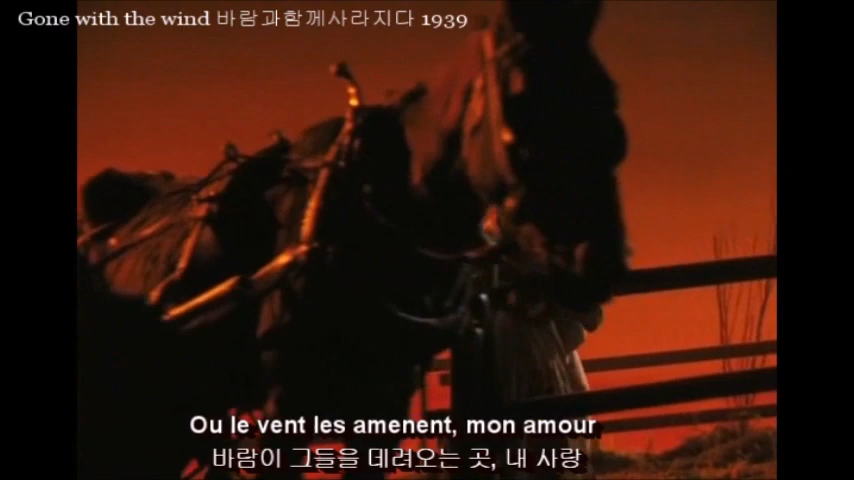 Gone with the wind 바람과함께사라지다 1939
Ou le vent les amenent, mon amour
바람이 그들을 데려오는 곳, 내 사랑